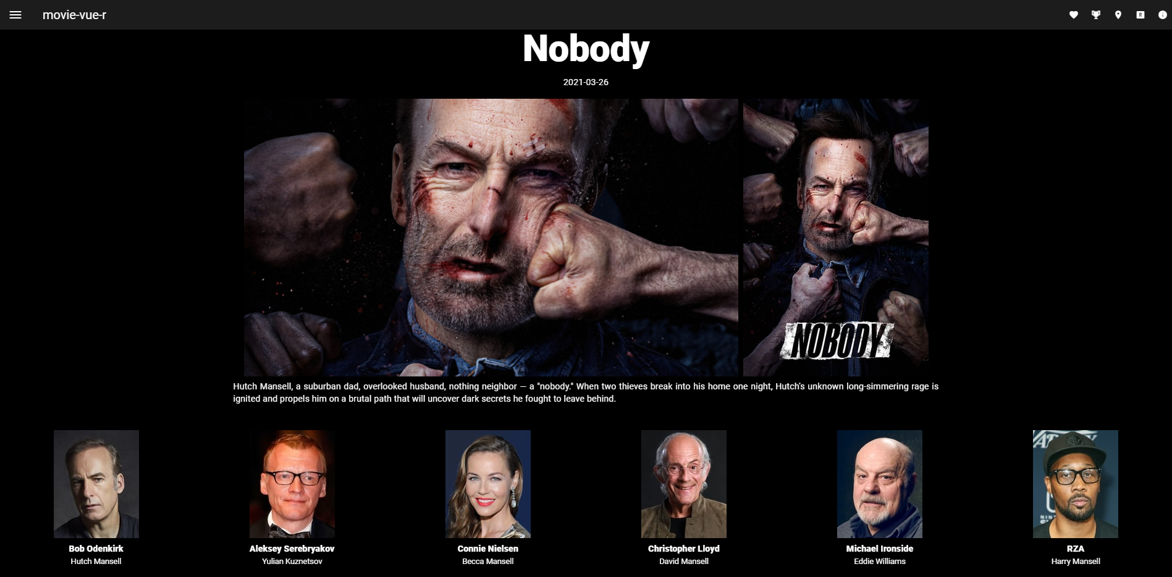 movie-vue-r
Nobody
2021-03-26
NOBODY
Hutch Mansell, a suburban dad, overlooked husband, nothing neighbor — a "nobody." When two thieves break into his home one night, Hutch's unknown long-simmering rage is
ignited and propels him on a brutal path that will uncover dark secrets he fought to leave behind.
Bob Odenkirk
Hutch Mansell
Aleksey Serebryakov
Yulian Kuznetsov
Connie Nielsen
Becca Mansell
Christopher Lloyd
David Mansell
Michael Ironside
Eddie Williams
RZA
Harry Mansell